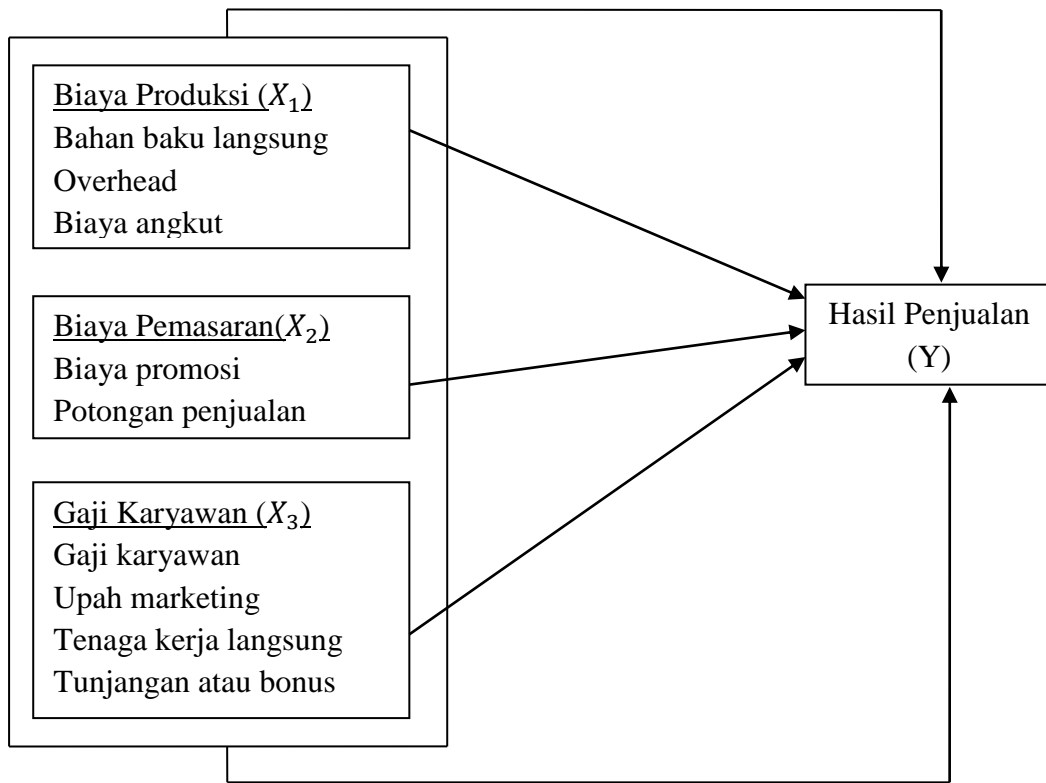 Biaya Produksi (𝑋₁)
Bahan baku langsung
Overhead
Biaya angkut
Biaya Pemasaran(𝑋₂)
Biaya promosi
Potongan penjualan
Gaji Karyawan (𝑋₃)
Gaji karyawan
Upah marketing
Tenaga kerja langsung
Tunjangan atau bonus
Hasil Penjualan
(Y)